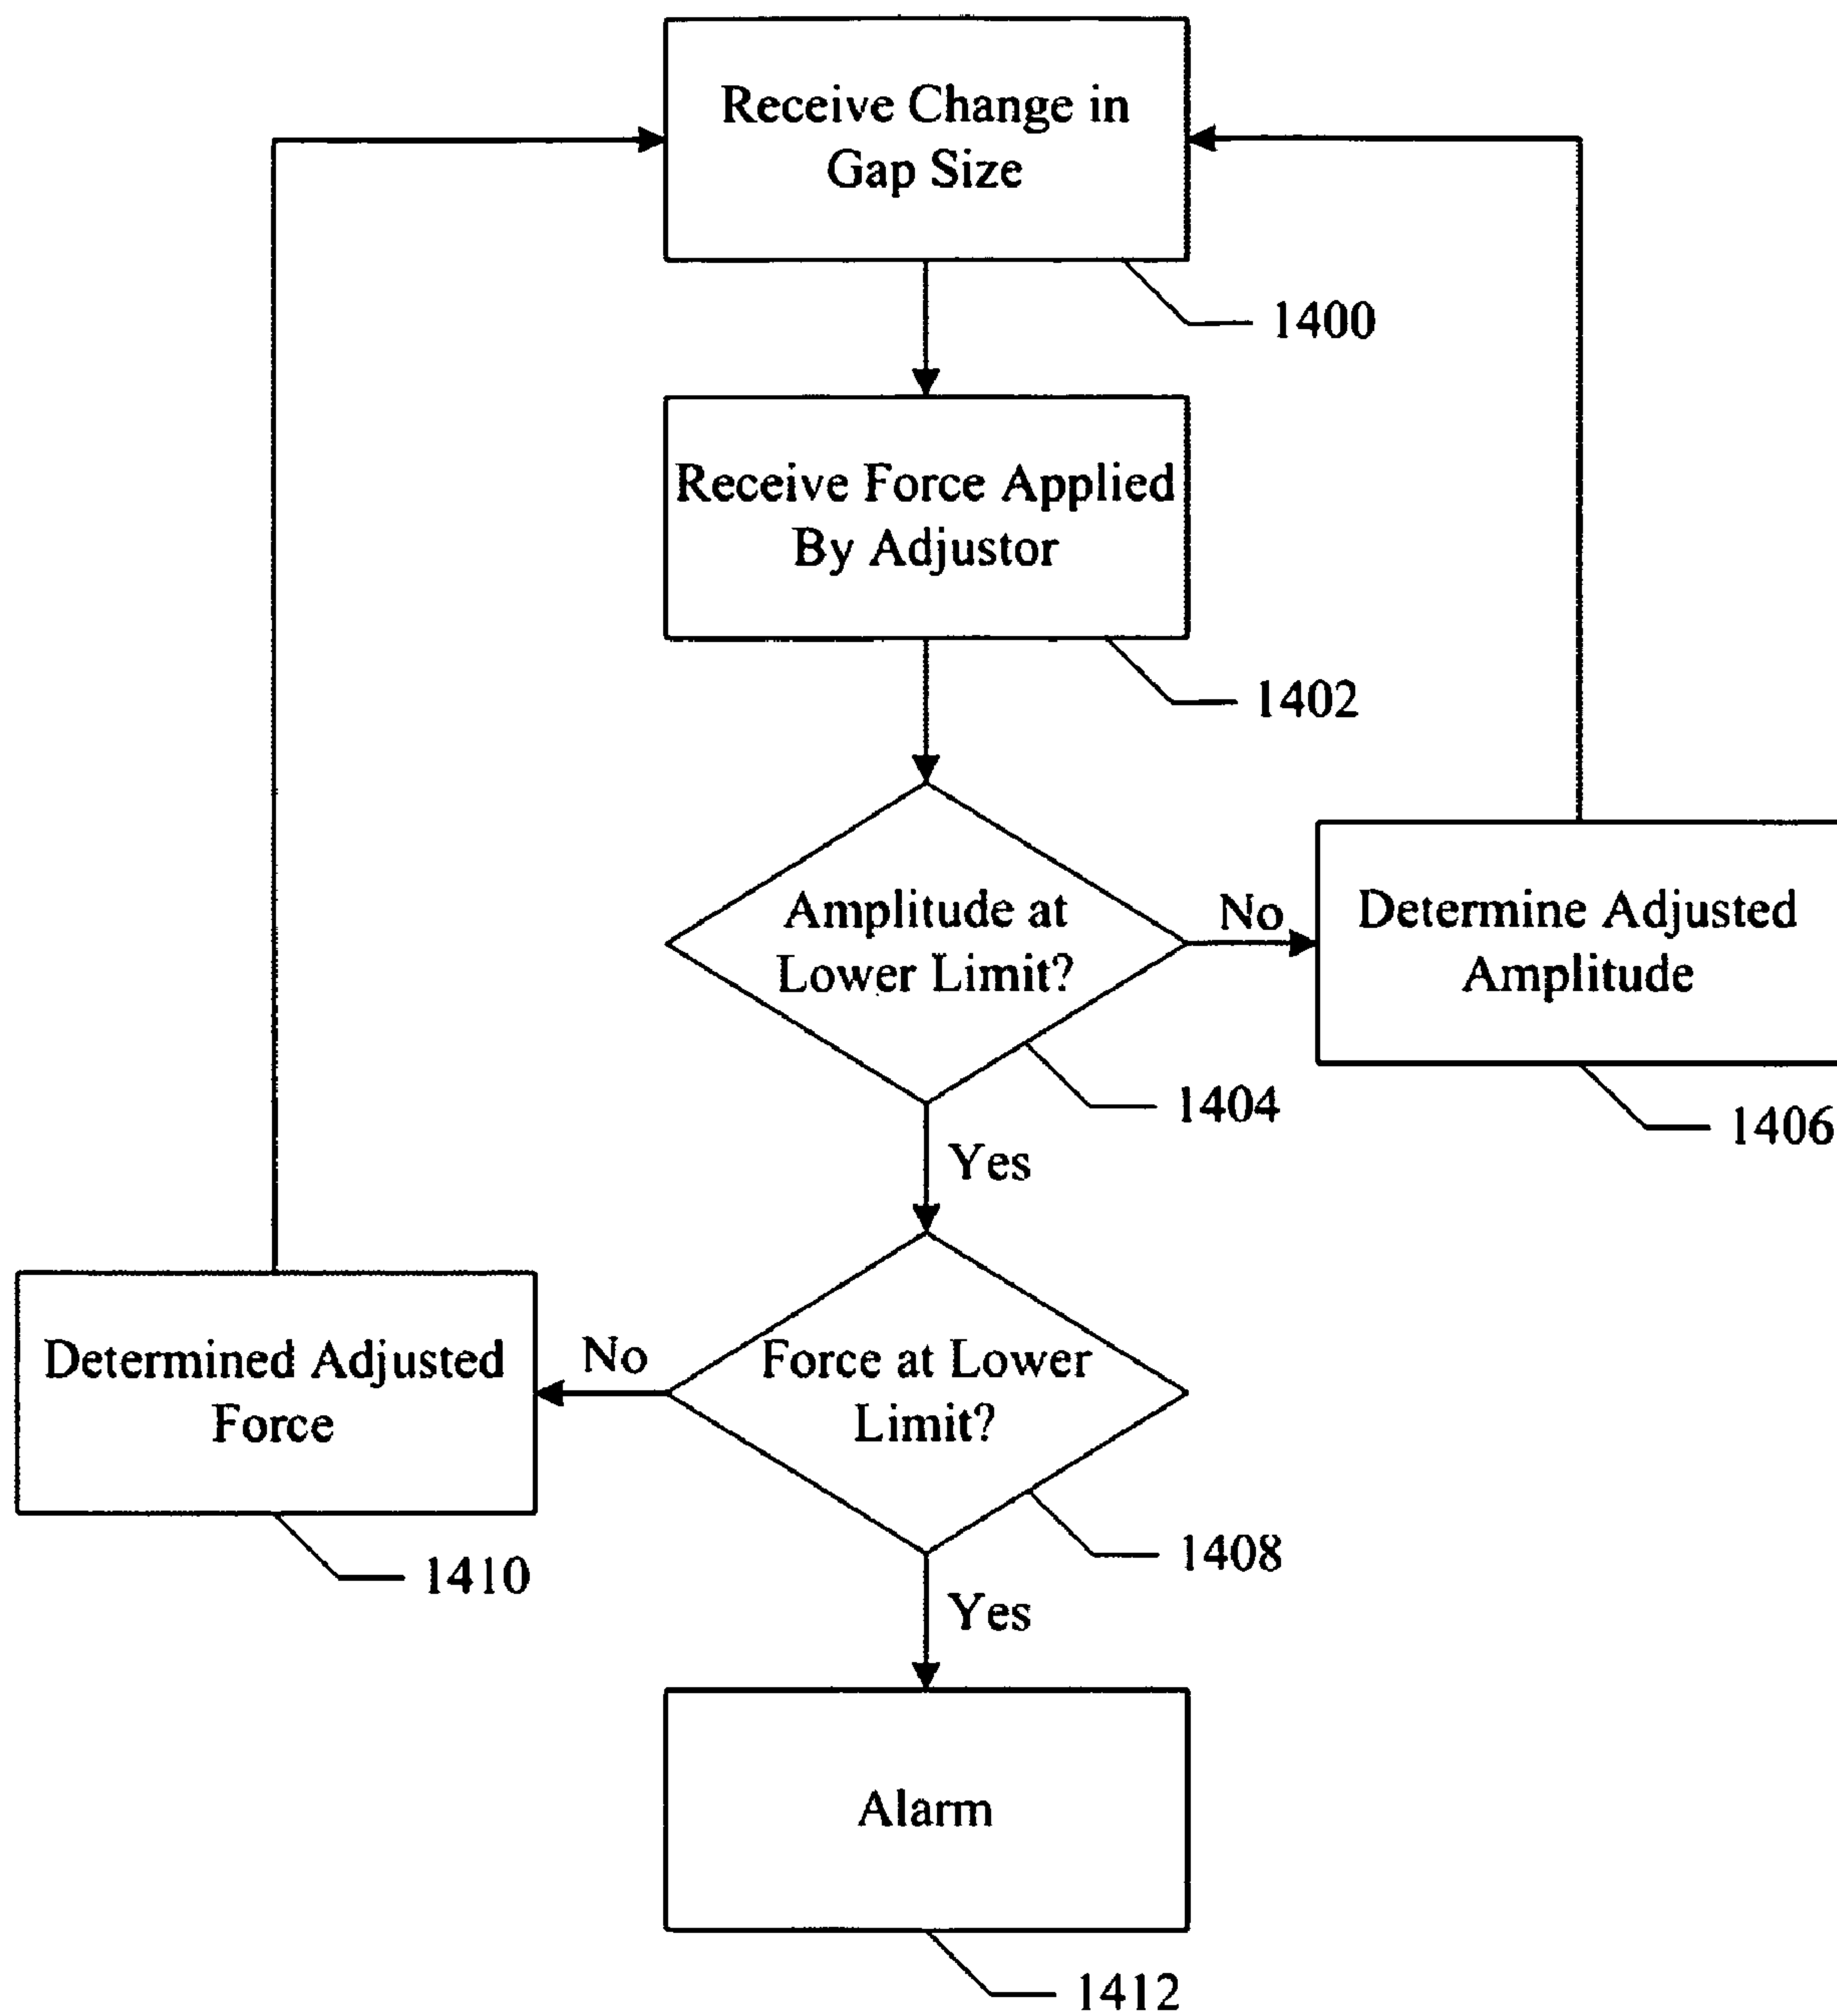 Receive Change in
Gap Size
1400
Receive Force Applied
By Adjustor
1402
Amplitude at
Lower Limit?
No
Determine Adjusted
Amplitude
1404
1406
Yes
Determined Adjusted
Force
No
Force at Lower
Limit?
1408
1410
Yes
Alarm
1412